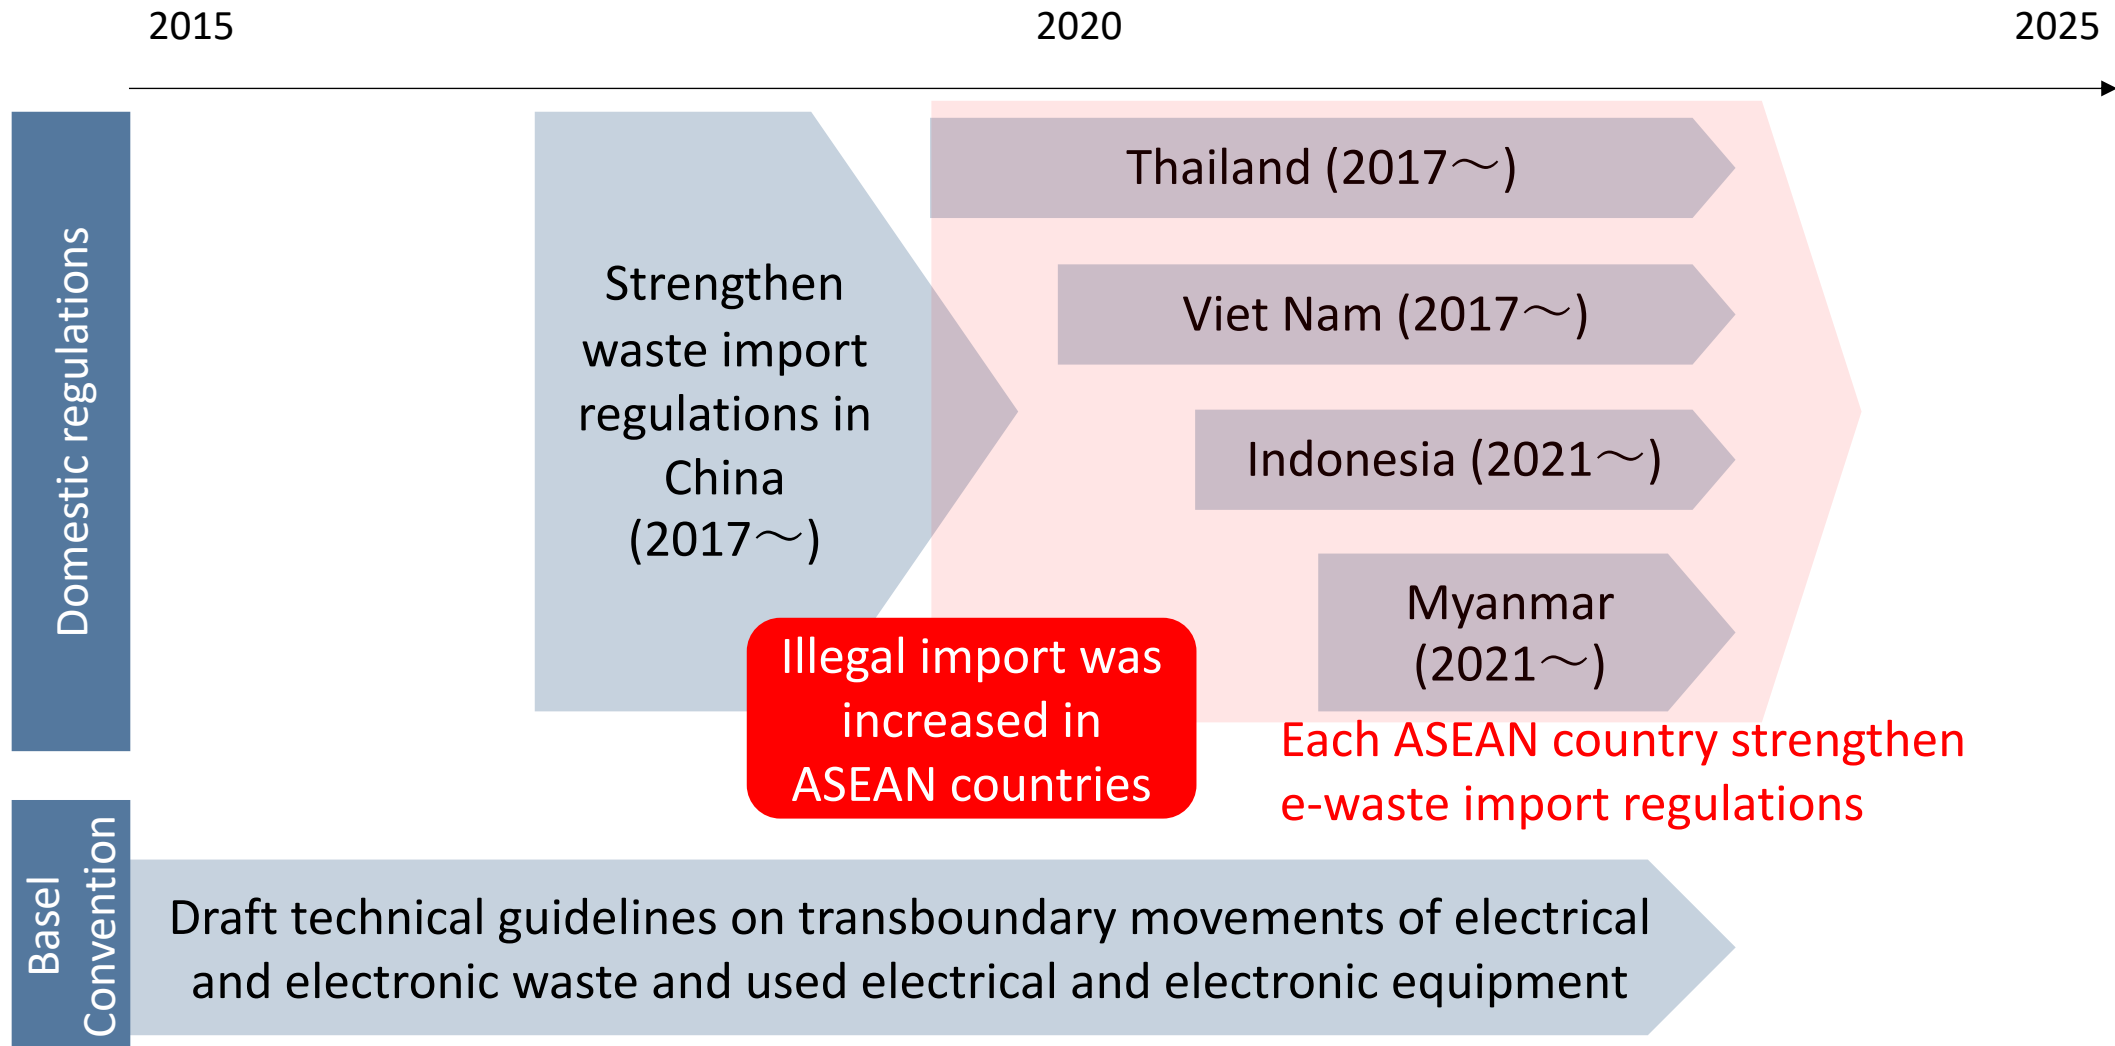 2015
2020
2025
Domestic regulations
Strengthen
waste import
regulations in
China
(2017～)
Thailand (2017～)
Viet Nam (2017～)
Indonesia (2021～)
Myanmar
(2021～)
Illegal import was
increased in
ASEAN countries
Each ASEAN country strengthen
e-waste import regulations
Basel
Convention
Draft technical guidelines on transboundary movements of electrical
and electronic waste and used electrical and electronic equipment